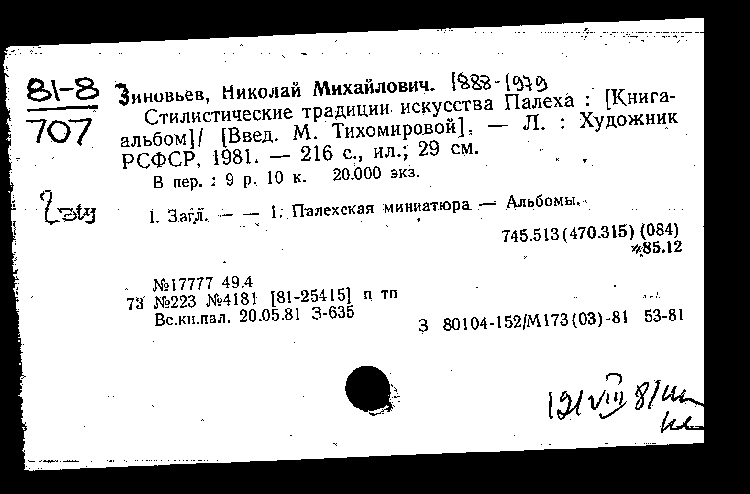 81-8
707
Зиновьев, Николай Михайлович. 1888-1979
Стилистические традиции искусства Палеха : [Книга-
альбом]/ [Введ. М. Тихомировой]. — Л. : Художник
РСФСР, 1981. — 216 с., ил.; 29 см.
В пер. : 9 р. 10 к. 20.000 экз.
1. Загл. — — 1. Палехская миниатюра — Альбомы.
745.513(470.315)(084)
*85.12
№17777 49.4
73 №223 №4181 [81-25415] п тп
Вс.кн.пал. 20.05.81 З-635
З 80104-152/М173(03)-81 53-81